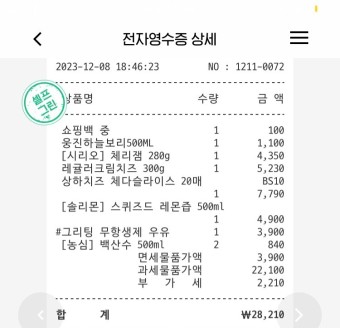 전자영수증 상세
2023-12-08 18:46:23 NO : 1211-0072
셀프
그린
상품명 수량 금 액
쇼핑백 중 1 100
웅진하늘보리500ML 1 1,100
[시리오] 체리잼 280g 1 4,350
레귤러크림치즈 300g 1 5,230
상하치즈 체다슬라이스 20매 BS10
1 7,790
[솔리몬] 스퀴즈드 레몬즙 500ml
1 4,900
#그리팅 무항생제 우유 1 3,900
[농심] 백산수 500ml 2 840
면세물품가액 3,900
과세물품가액 22,100
부 가 세 2,210
합 계 ₩28,210